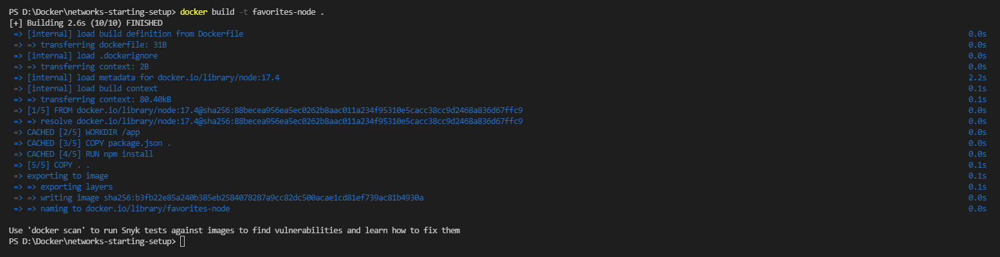 PS D:\Docker\networks-starting-setup> docker build -t favorites-node .
[+] Building 2.6s (10/10) FINISHED
=> [internal] load build definition from Dockerfile 0.0s
=> => transferring dockerfile: 31B 0.0s
=> [internal] load .dockerignore 0.0s
=> => transferring context: 2B 0.0s
=> [internal] load metadata for docker.io/library/node:17.4 2.2s
=> [internal] load build context 0.1s
=> => transferring context: 80.40kB 0.1s
=> [1/5] FROM docker.io/library/node:17.4@sha256:88becea956ea5ec0262b8aac011a234f95310e5cacc38cc9d2468a836d67ffc9 0.0s
=> => resolve docker.io/library/node:17.4@sha256:88becea956ea5ec0262b8aac011a234f95310e5cacc38cc9d2468a836d67ffc9 0.0s
=> CACHED [2/5] WORKDIR /app 0.0s
=> CACHED [3/5] COPY package.json . 0.0s
=> CACHED [4/5] RUN npm install 0.0s
=> [5/5] COPY . . 0.1s
=> exporting to image 0.1s
=> => exporting layers 0.1s
=> => writing image sha256:b3fb22e85a240b385eb2584078287a9cc82dc500acae1cd81ef739ac81b4930a 0.0s
=> => naming to docker.io/library/favorites-node 0.0s
Use 'docker scan' to run Snyk tests against images to find vulnerabilities and learn how to fix them
PS D:\Docker\networks-starting-setup>